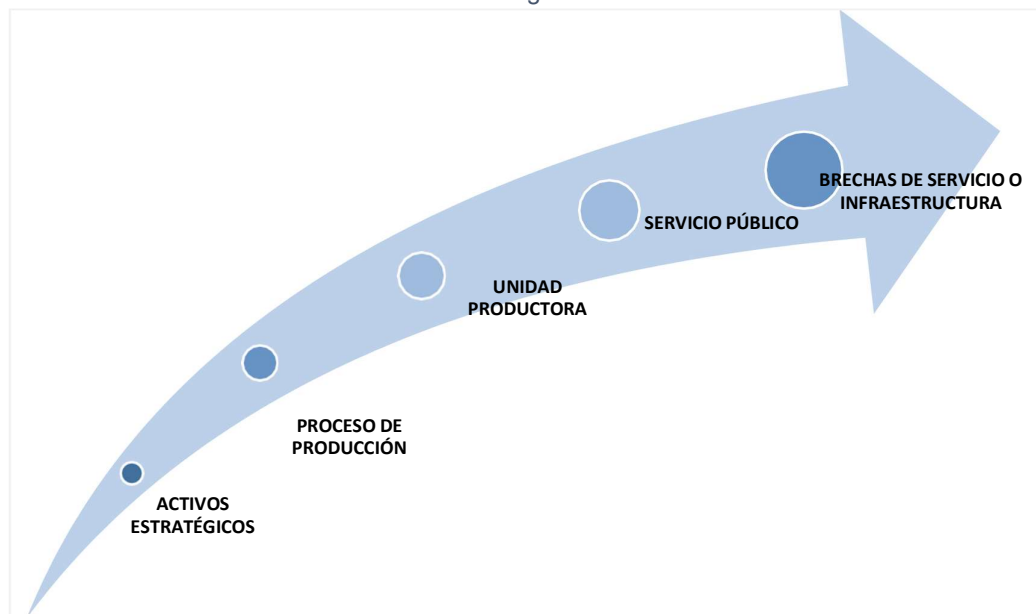 BRECHAS DE SERVICIO O
INFRAESTRUCTURA
SERVICIO PÚBLICO
UNIDAD
PRODUCTORA
PROCESO DE
PRODUCCIÓN
ACTIVOS
ESTRATÉGICOS